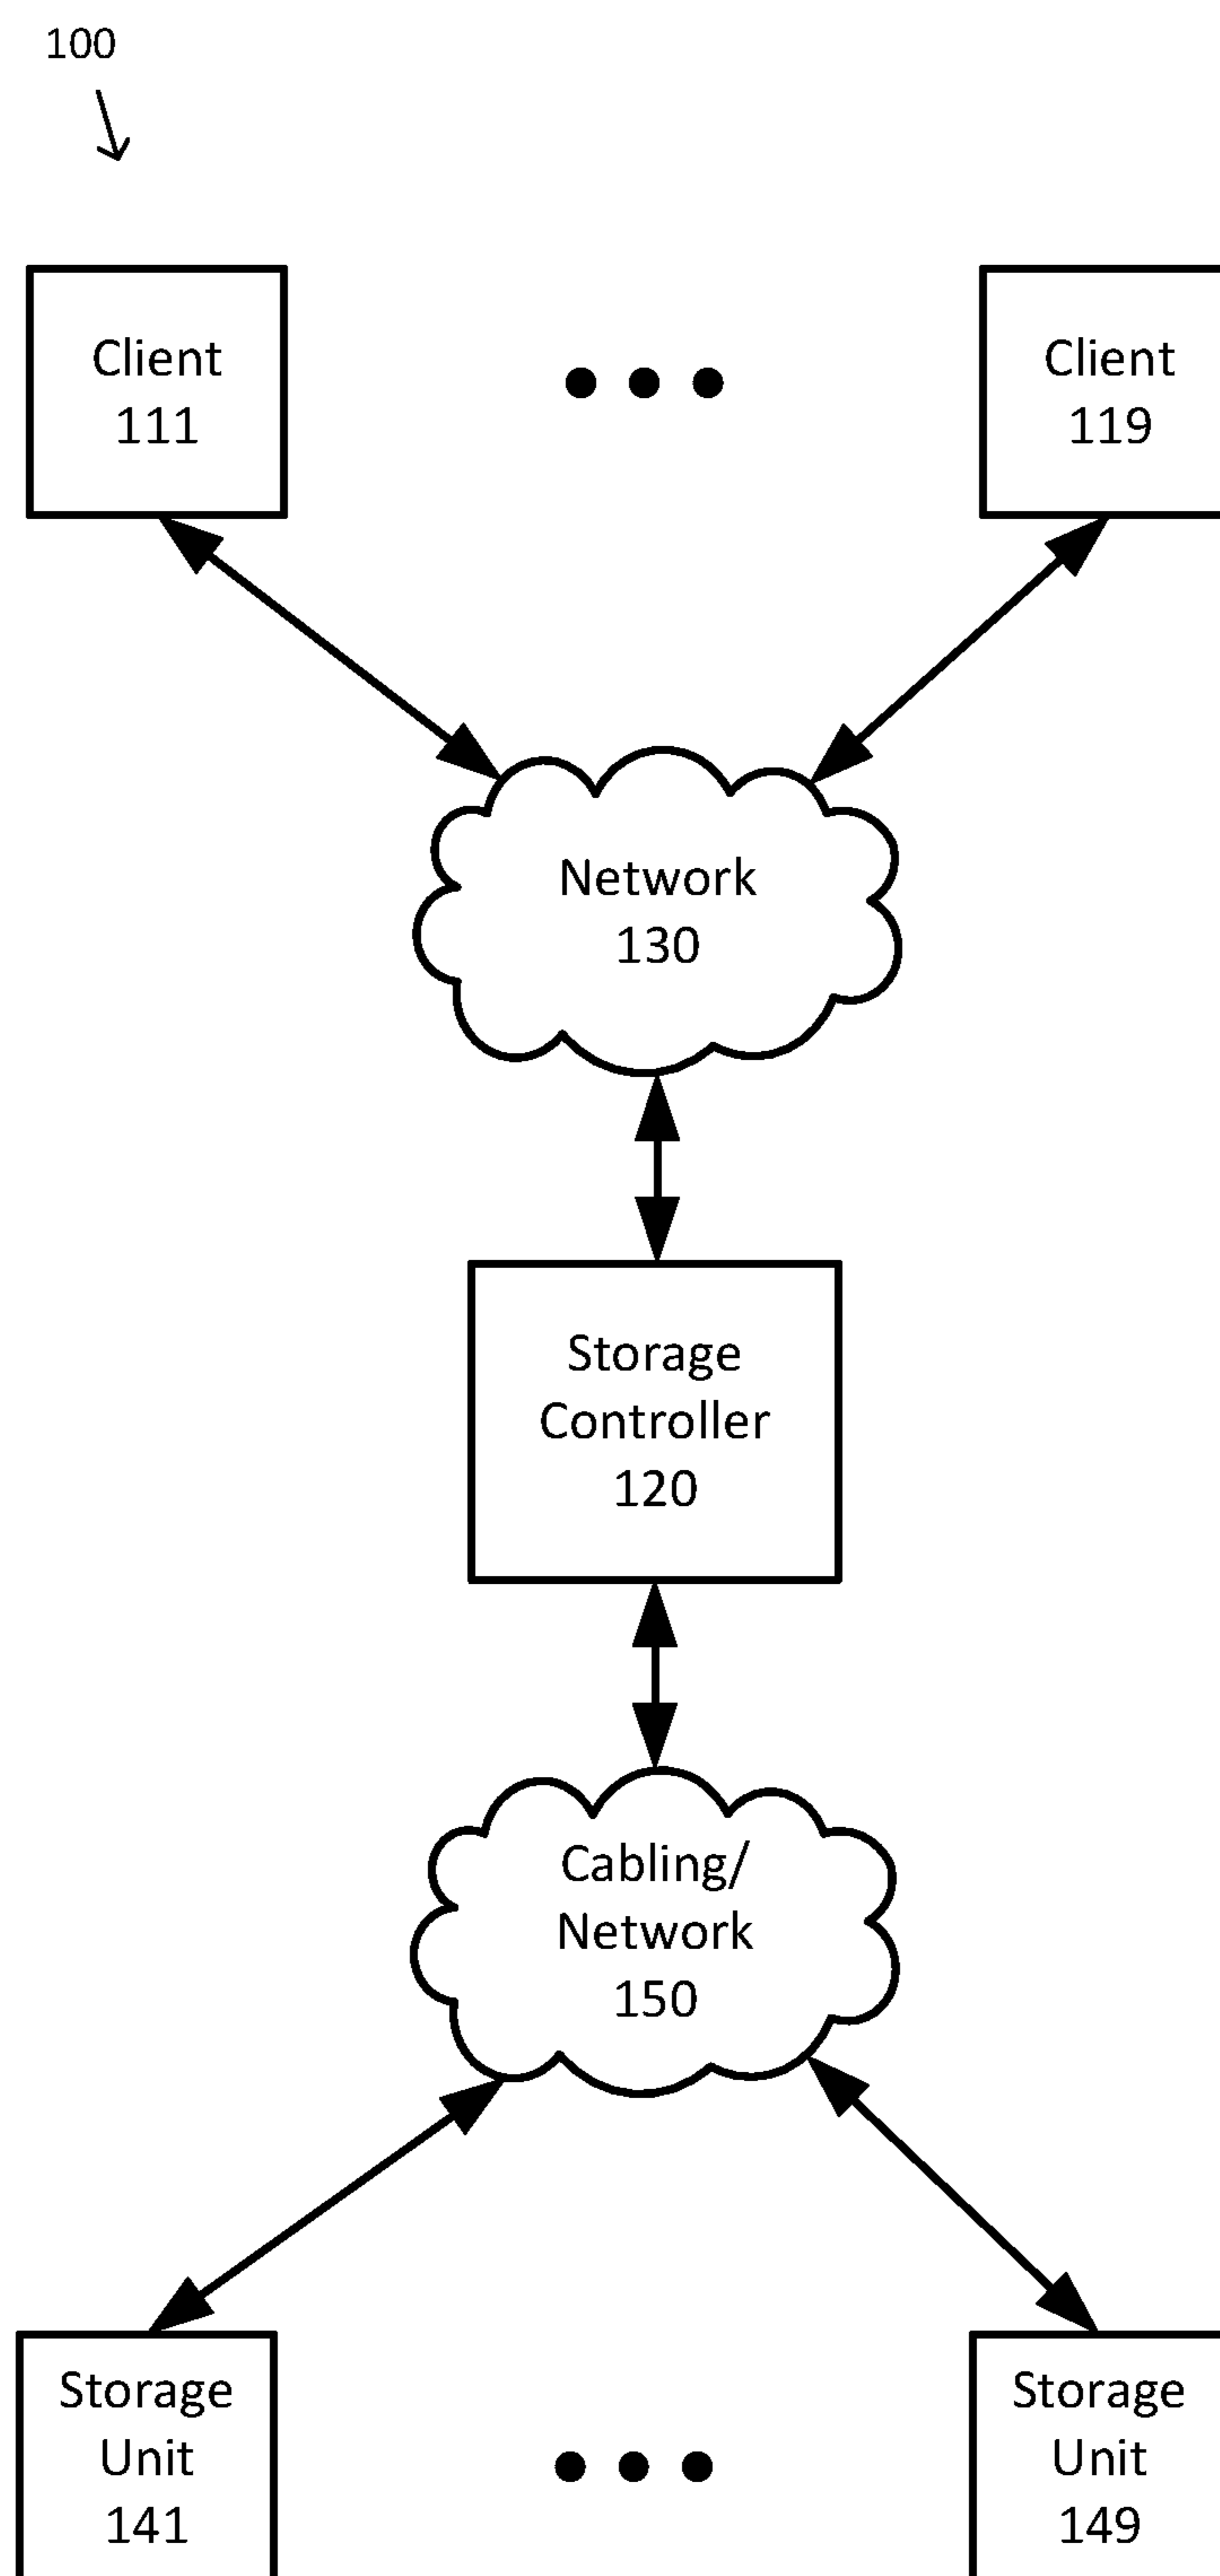 100
Client
111
Client
119
Network
130
Storage
Controller
120
Cabling/
Network
150
Storage
Unit
141
Storage
Unit
149